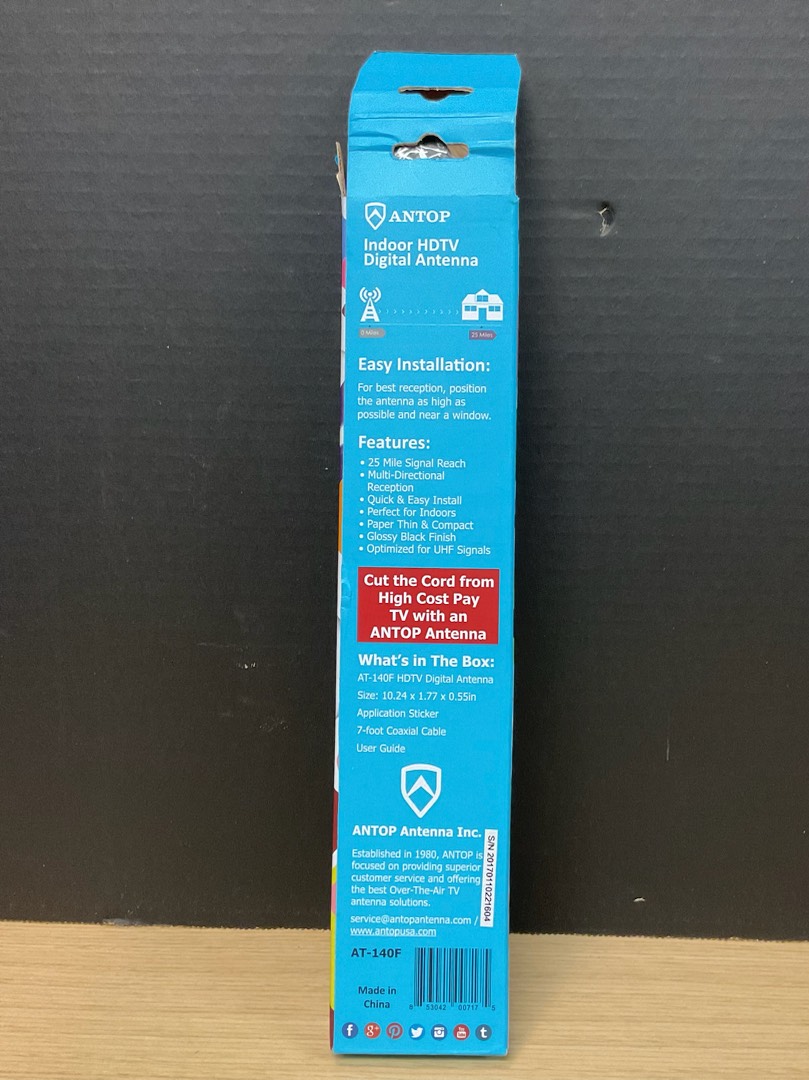 ANTOP
Indoor HDTV
Digital Antenna
0 Miles
25 Miles
Easy Installation:
For best reception, position
the antenna as high as
possible and near a window.
Features:
• 25 Mile Signal Reach
• Multi-Directional
Reception
• Quick & Easy Install
• Perfect for Indoors
• Paper Thin & Compact
• Glossy Black Finish
• Optimized for UHF Signals
Cut the Cord from
High Cost Pay
TV with an
ANTOP Antenna
What's in The Box:
AT-140F HDTV Digital Antenna
Size: 10.24 x 1.77 x 0.55in
Application Sticker
7-foot Coaxial Cable
User Guide
ANTOP Antenna Inc.
S/N 20170110221604
Established in 1980, ANTOP is
focused on providing superior
customer service and offering
the best Over-The-Air TV
antenna solutions.
service@antopantenna.com /
www.antopusa.com
AT-140F
Made in
China
53042 00717 5